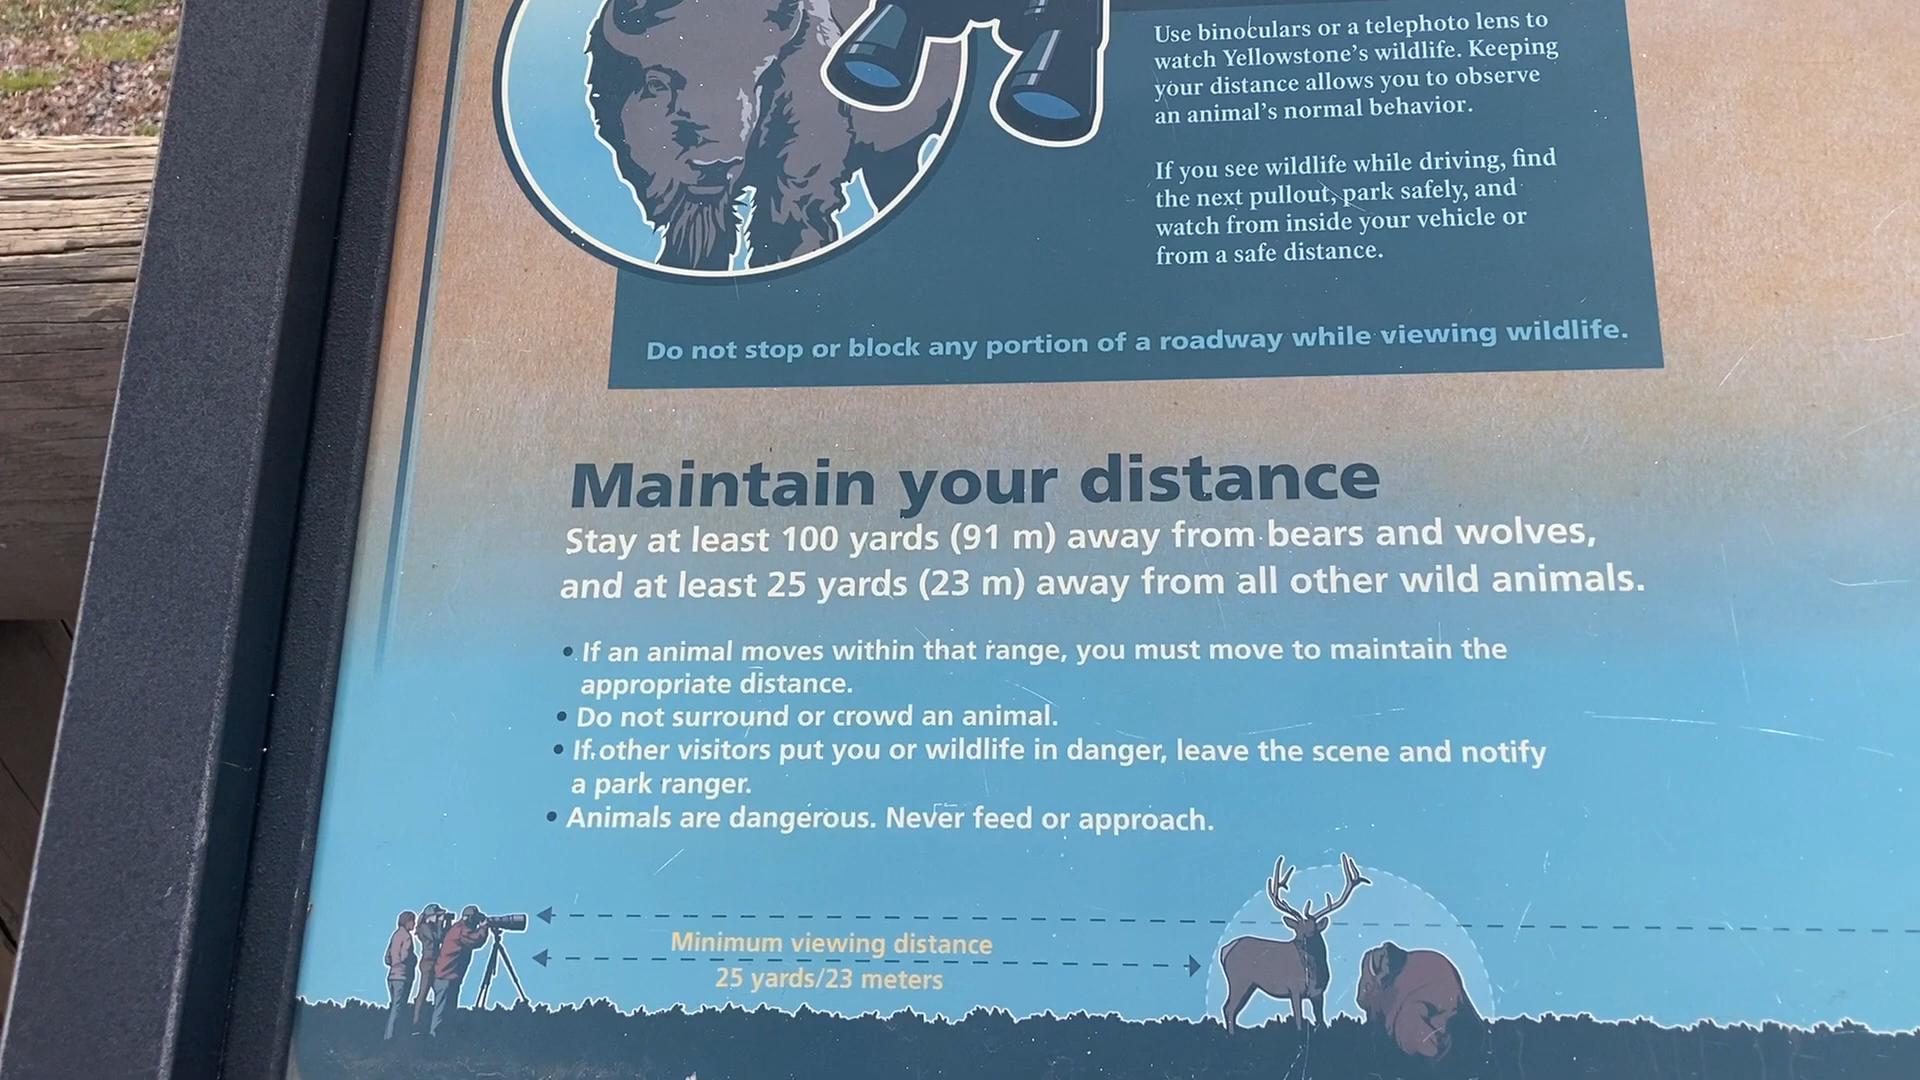 Use binoculars or a telephoto lens to
watch Yellowstone's wildlife. Keeping
your distance allows you to observe
an animal's normal behavior.
If you see wildlife while driving, find
the next pullout, park safely, and
watch from inside your vehicle or
from a safe distance.
Do not stop or block any portion of a roadway while viewing wildlife.
Maintain your distance
Stay at least 100 yards (91 m) away from bears and wolves,
and at least 25 yards (23 m) away from all other wild animals.
• If an animal moves within that range, you must move to maintain the
appropriate distance.
• Do not surround or crowd an animal.
• If other visitors put you or wildlife in danger, leave the scene and notify
a park ranger.
• Animals are dangerous. Never feed or approach.
Minimum viewing distance
25 yards/23 meters